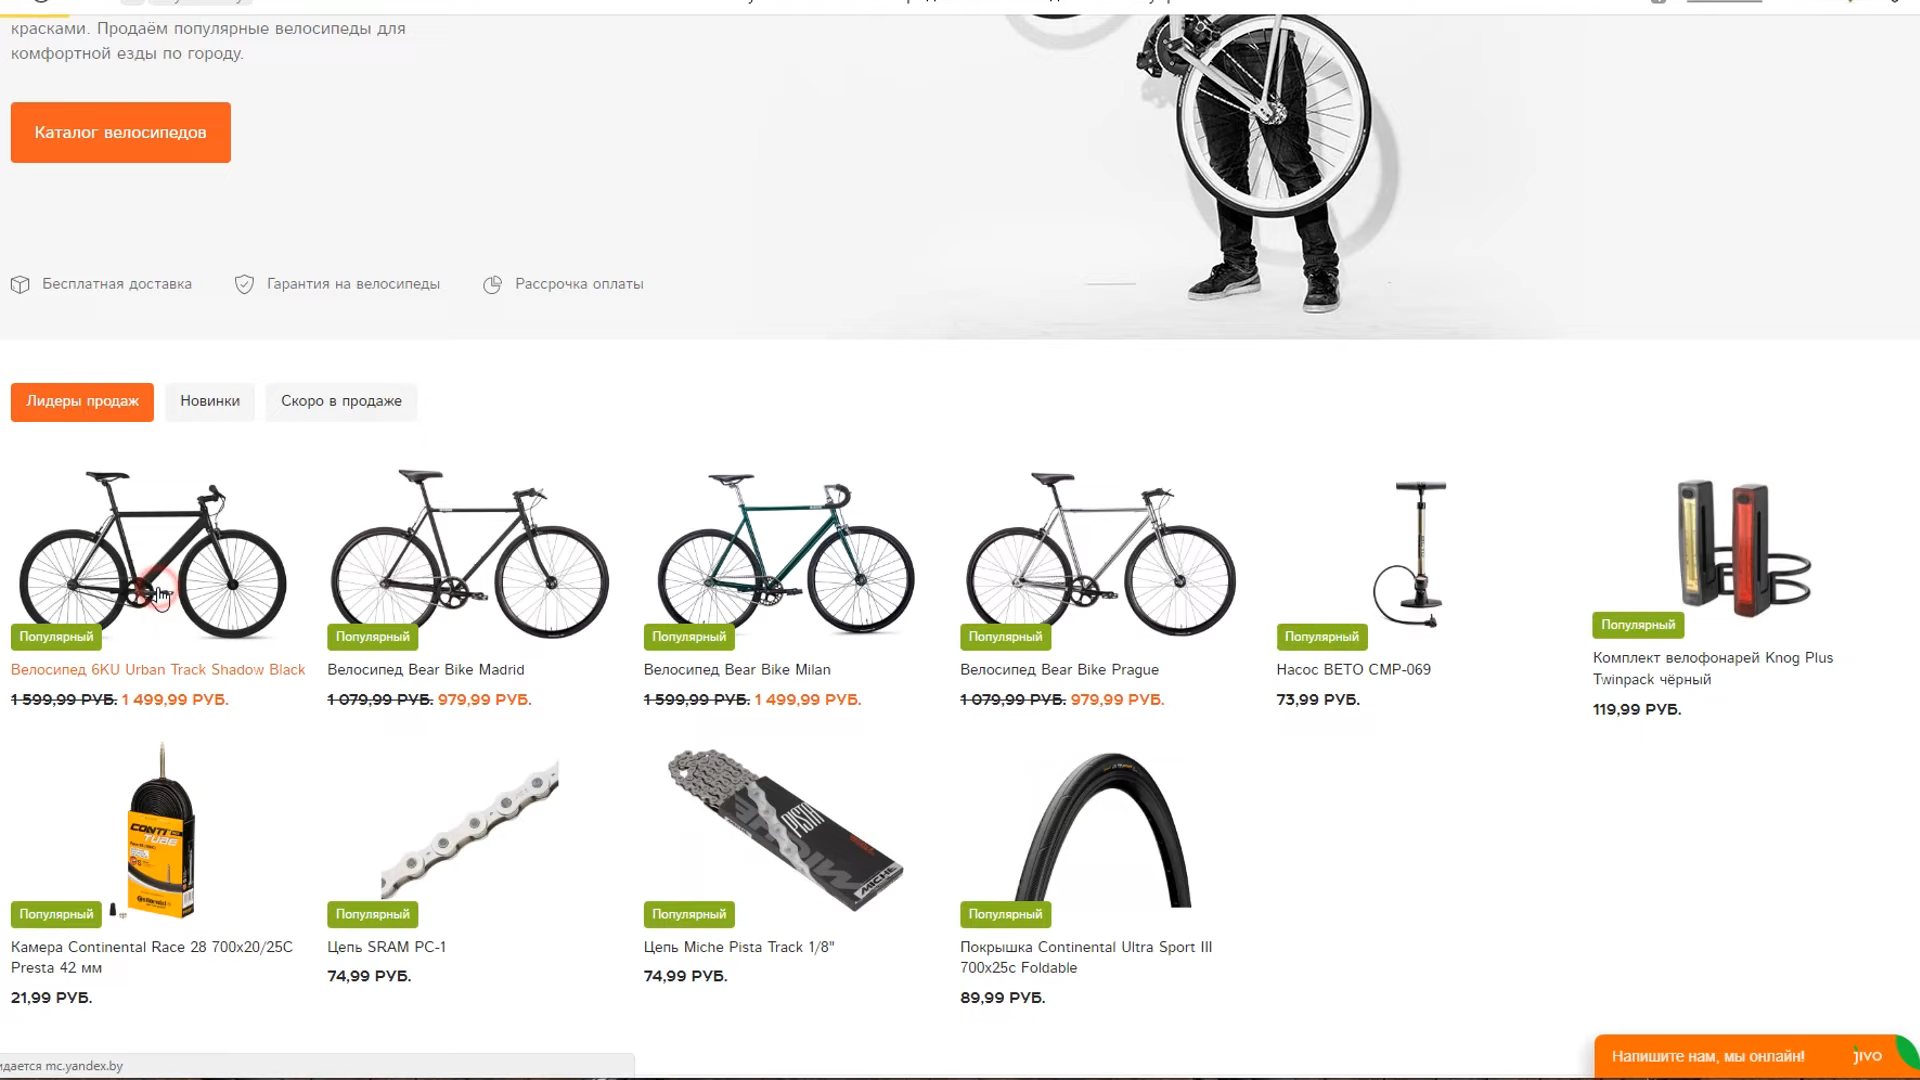 красками. Продаём популярные велосипеды для
комфортной езды по городу.
Каталог велосипедов
Бесплатная доставка
Гарантия на велосипеды
Рассрочка оплаты
Лидеры продаж
Новинки
Скоро в продаже
Популярный
Популярный
Популярный
Популярный
Популярный
Популярный
Велосипед 6KU Urban Track Shadow Black
1 599,99 РУБ. 1 499,99 РУБ.
Велосипед Bear Bike Madrid
1 079,99 РУБ. 979,99 РУБ.
Велосипед Bear Bike Milan
1 599,99 РУБ. 1 499,99 РУБ.
Велосипед Bear Bike Prague
1 079,99 РУБ. 979,99 РУБ.
Насос BETO CMP-069
73,99 РУБ.
Комплект велофонарей Knog Plus
Twinpack чёрный
119,99 РУБ.
CONTI
TUBE
PISTA
MICHE
MICHE
Популярный
Популярный
Популярный
Популярный
Камера Continental Race 28 700x20/25C
Presta 42 мм
21,99 РУБ.
Цепь SRAM PC-1
74,99 РУБ.
Цепь Miche Pista Track 1/8"
74,99 РУБ.
Покрышка Continental Ultra Sport III
700x25c Foldable
89,99 РУБ.
идается mc.yandex.by
Напишите нам, мы онлайн!
jivo